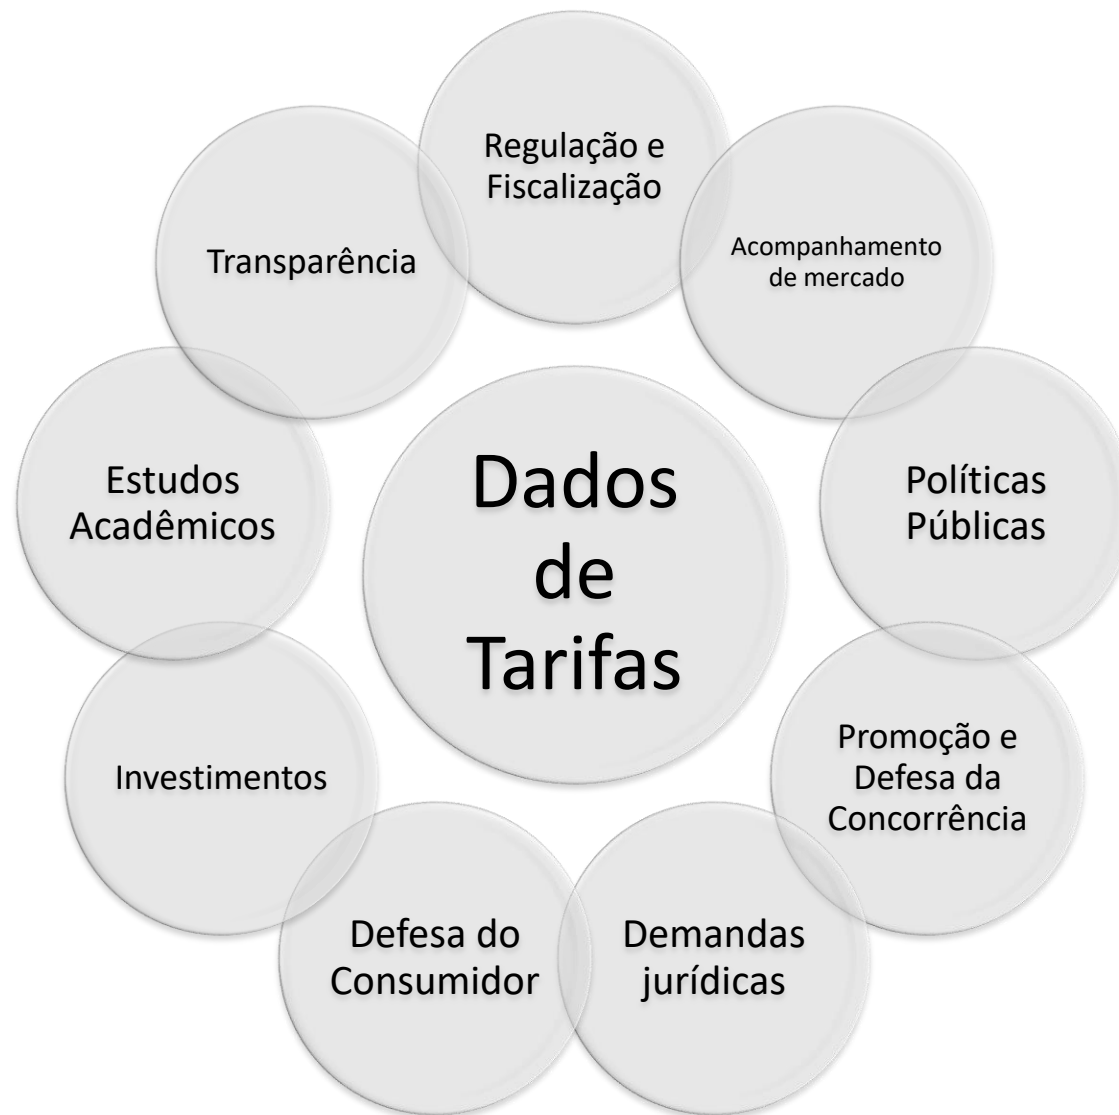 Regulação e
Fiscalização
Acompanhamento
de mercado
Políticas
Públicas
Promoção e
Defesa da
Concorrência
Demandas
jurídicas
Defesa do
Consumidor
Investimentos
Estudos
Acadêmicos
Transparência
Dados
de
Tarifas